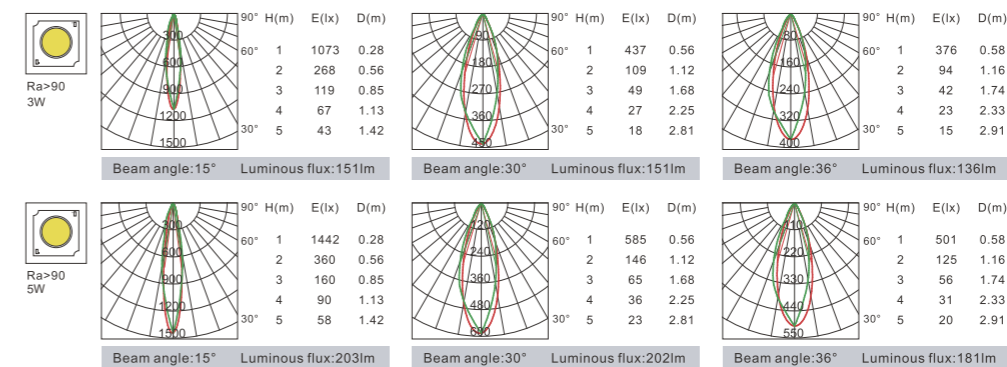 90° H(m) E(lx) D(m)
300
60° 1 1073 0.28
600
2 268 0.56
900
3 119 0.85
1200
4 67 1.13
30° 5 43 1.42
1500
Ra>90
3W
Beam angle:15° Luminous flux:151lm
90° H(m) E(lx) D(m)
90
60° 1 437 0.56
180
2 109 1.12
270
3 49 1.68
360
4 27 2.25
30° 5 18 2.81
450
Beam angle:30° Luminous flux:151lm
90° H(m) E(lx) D(m)
80
60° 1 376 0.58
160
2 94 1.16
240
3 42 1.74
320
4 23 2.33
30° 5 15 2.91
400
Beam angle:36° Luminous flux:136lm
90° H(m) E(lx) D(m)
300
60° 1 1442 0.28
600
2 360 0.56
900
3 160 0.85
1200
4 90 1.13
30° 5 58 1.42
1500
Ra>90
5W
Beam angle:15° Luminous flux:203lm
90° H(m) E(lx) D(m)
120
60° 1 585 0.56
240
2 146 1.12
360
3 65 1.68
480
4 36 2.25
30° 5 23 2.81
600
Beam angle:30° Luminous flux:202lm
90° H(m) E(lx) D(m)
110
60° 1 501 0.58
220
2 125 1.16
330
3 56 1.74
440
4 31 2.33
30° 5 20 2.91
550
Beam angle:36° Luminous flux:181lm